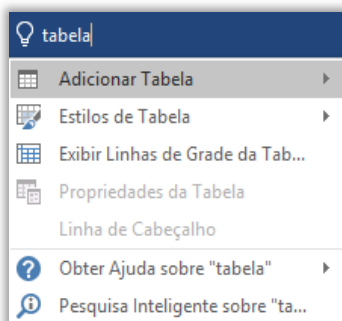 tabela
Adicionar Tabela
Estilos de Tabela
Exibir Linhas de Grade da Tab...
Propriedades da Tabela
Linha de Cabeçalho
Obter Ajuda sobre "tabela"
Pesquisa Inteligente sobre "ta...